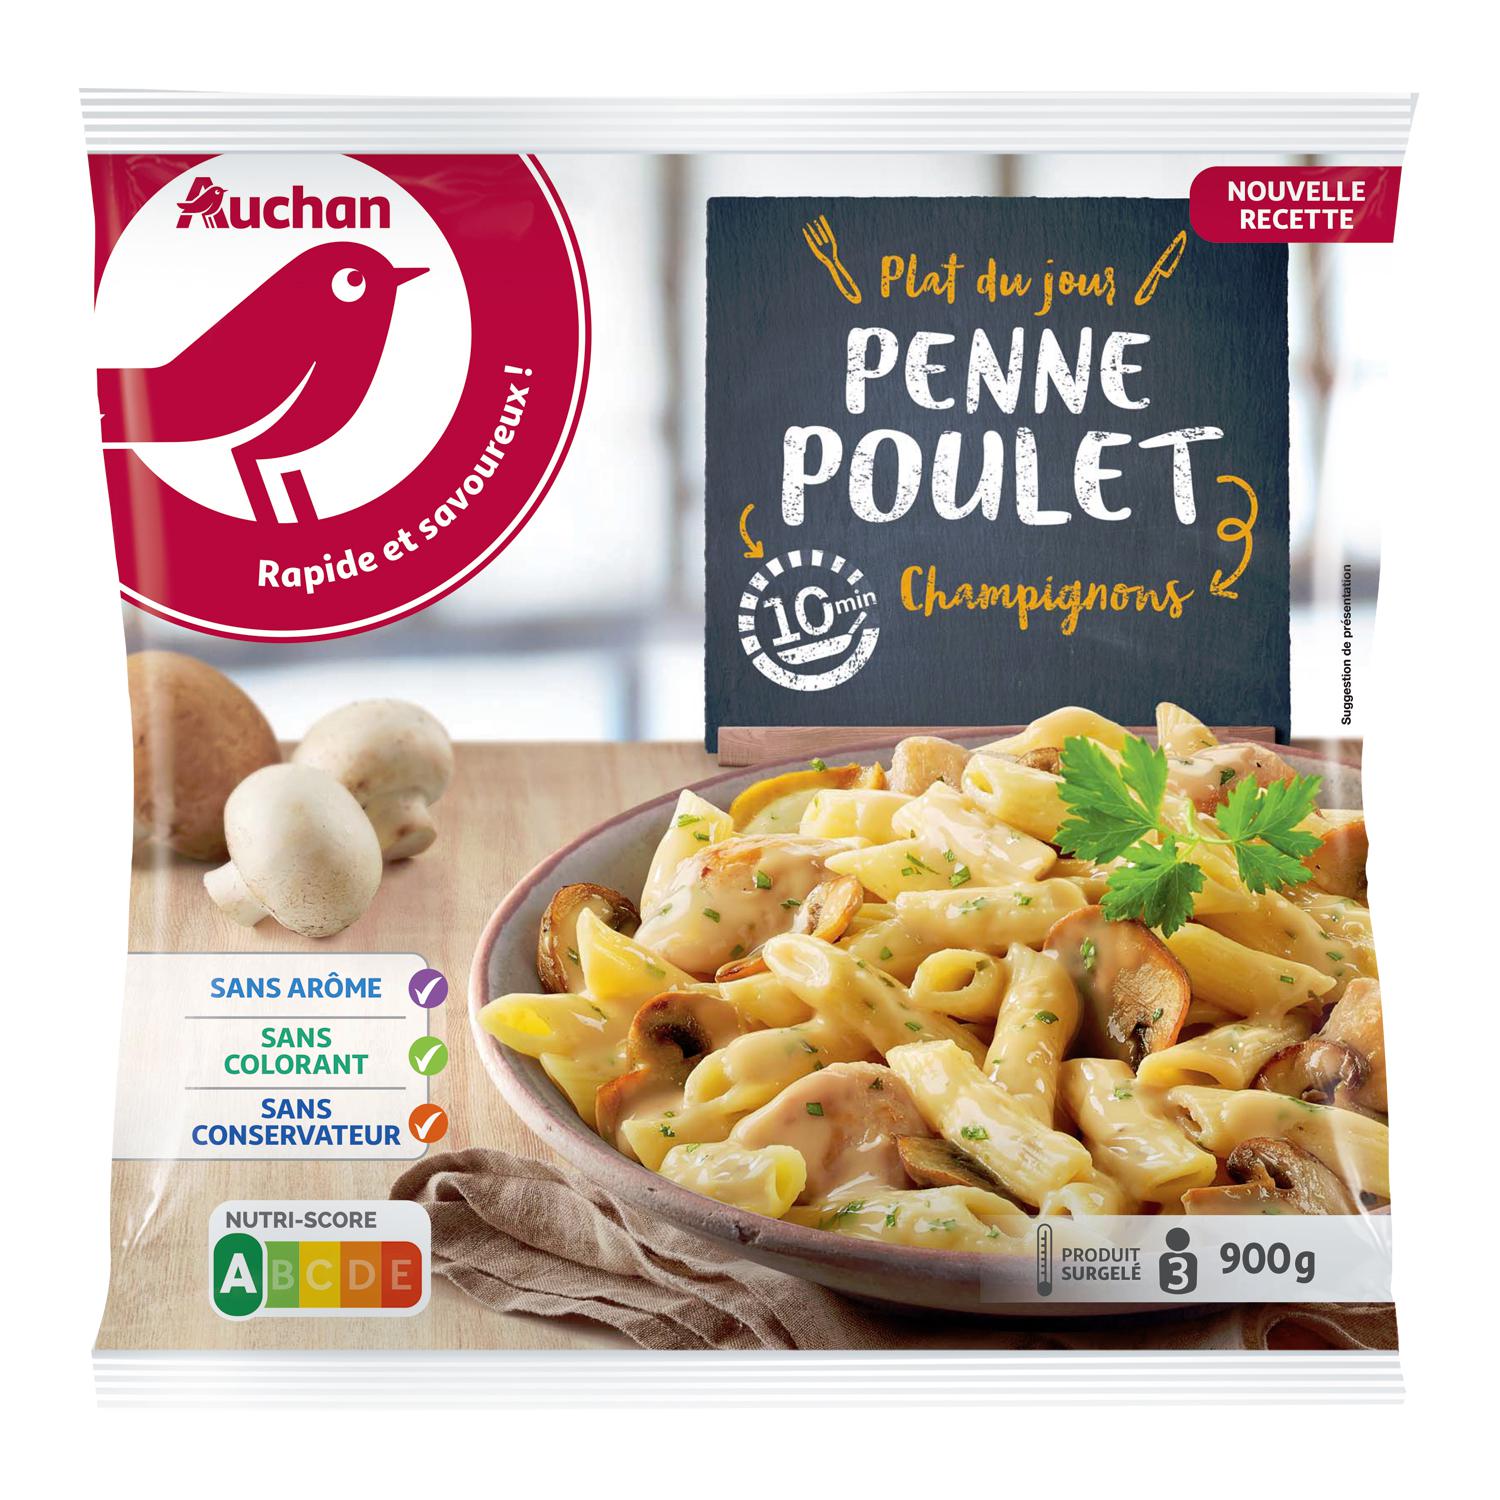 Auchan
Rapide et savoureux !
NOUVELLE
RECETTE
Plat du jour
PENNE
POULET
10 min
Champignons
Suggestion de présentation
SANS ARÔME
SANS
COLORANT
SANS
CONSERVATEUR
NUTRI-SCORE
A B C D E
PRODUIT
SURGELÉ
3
900g